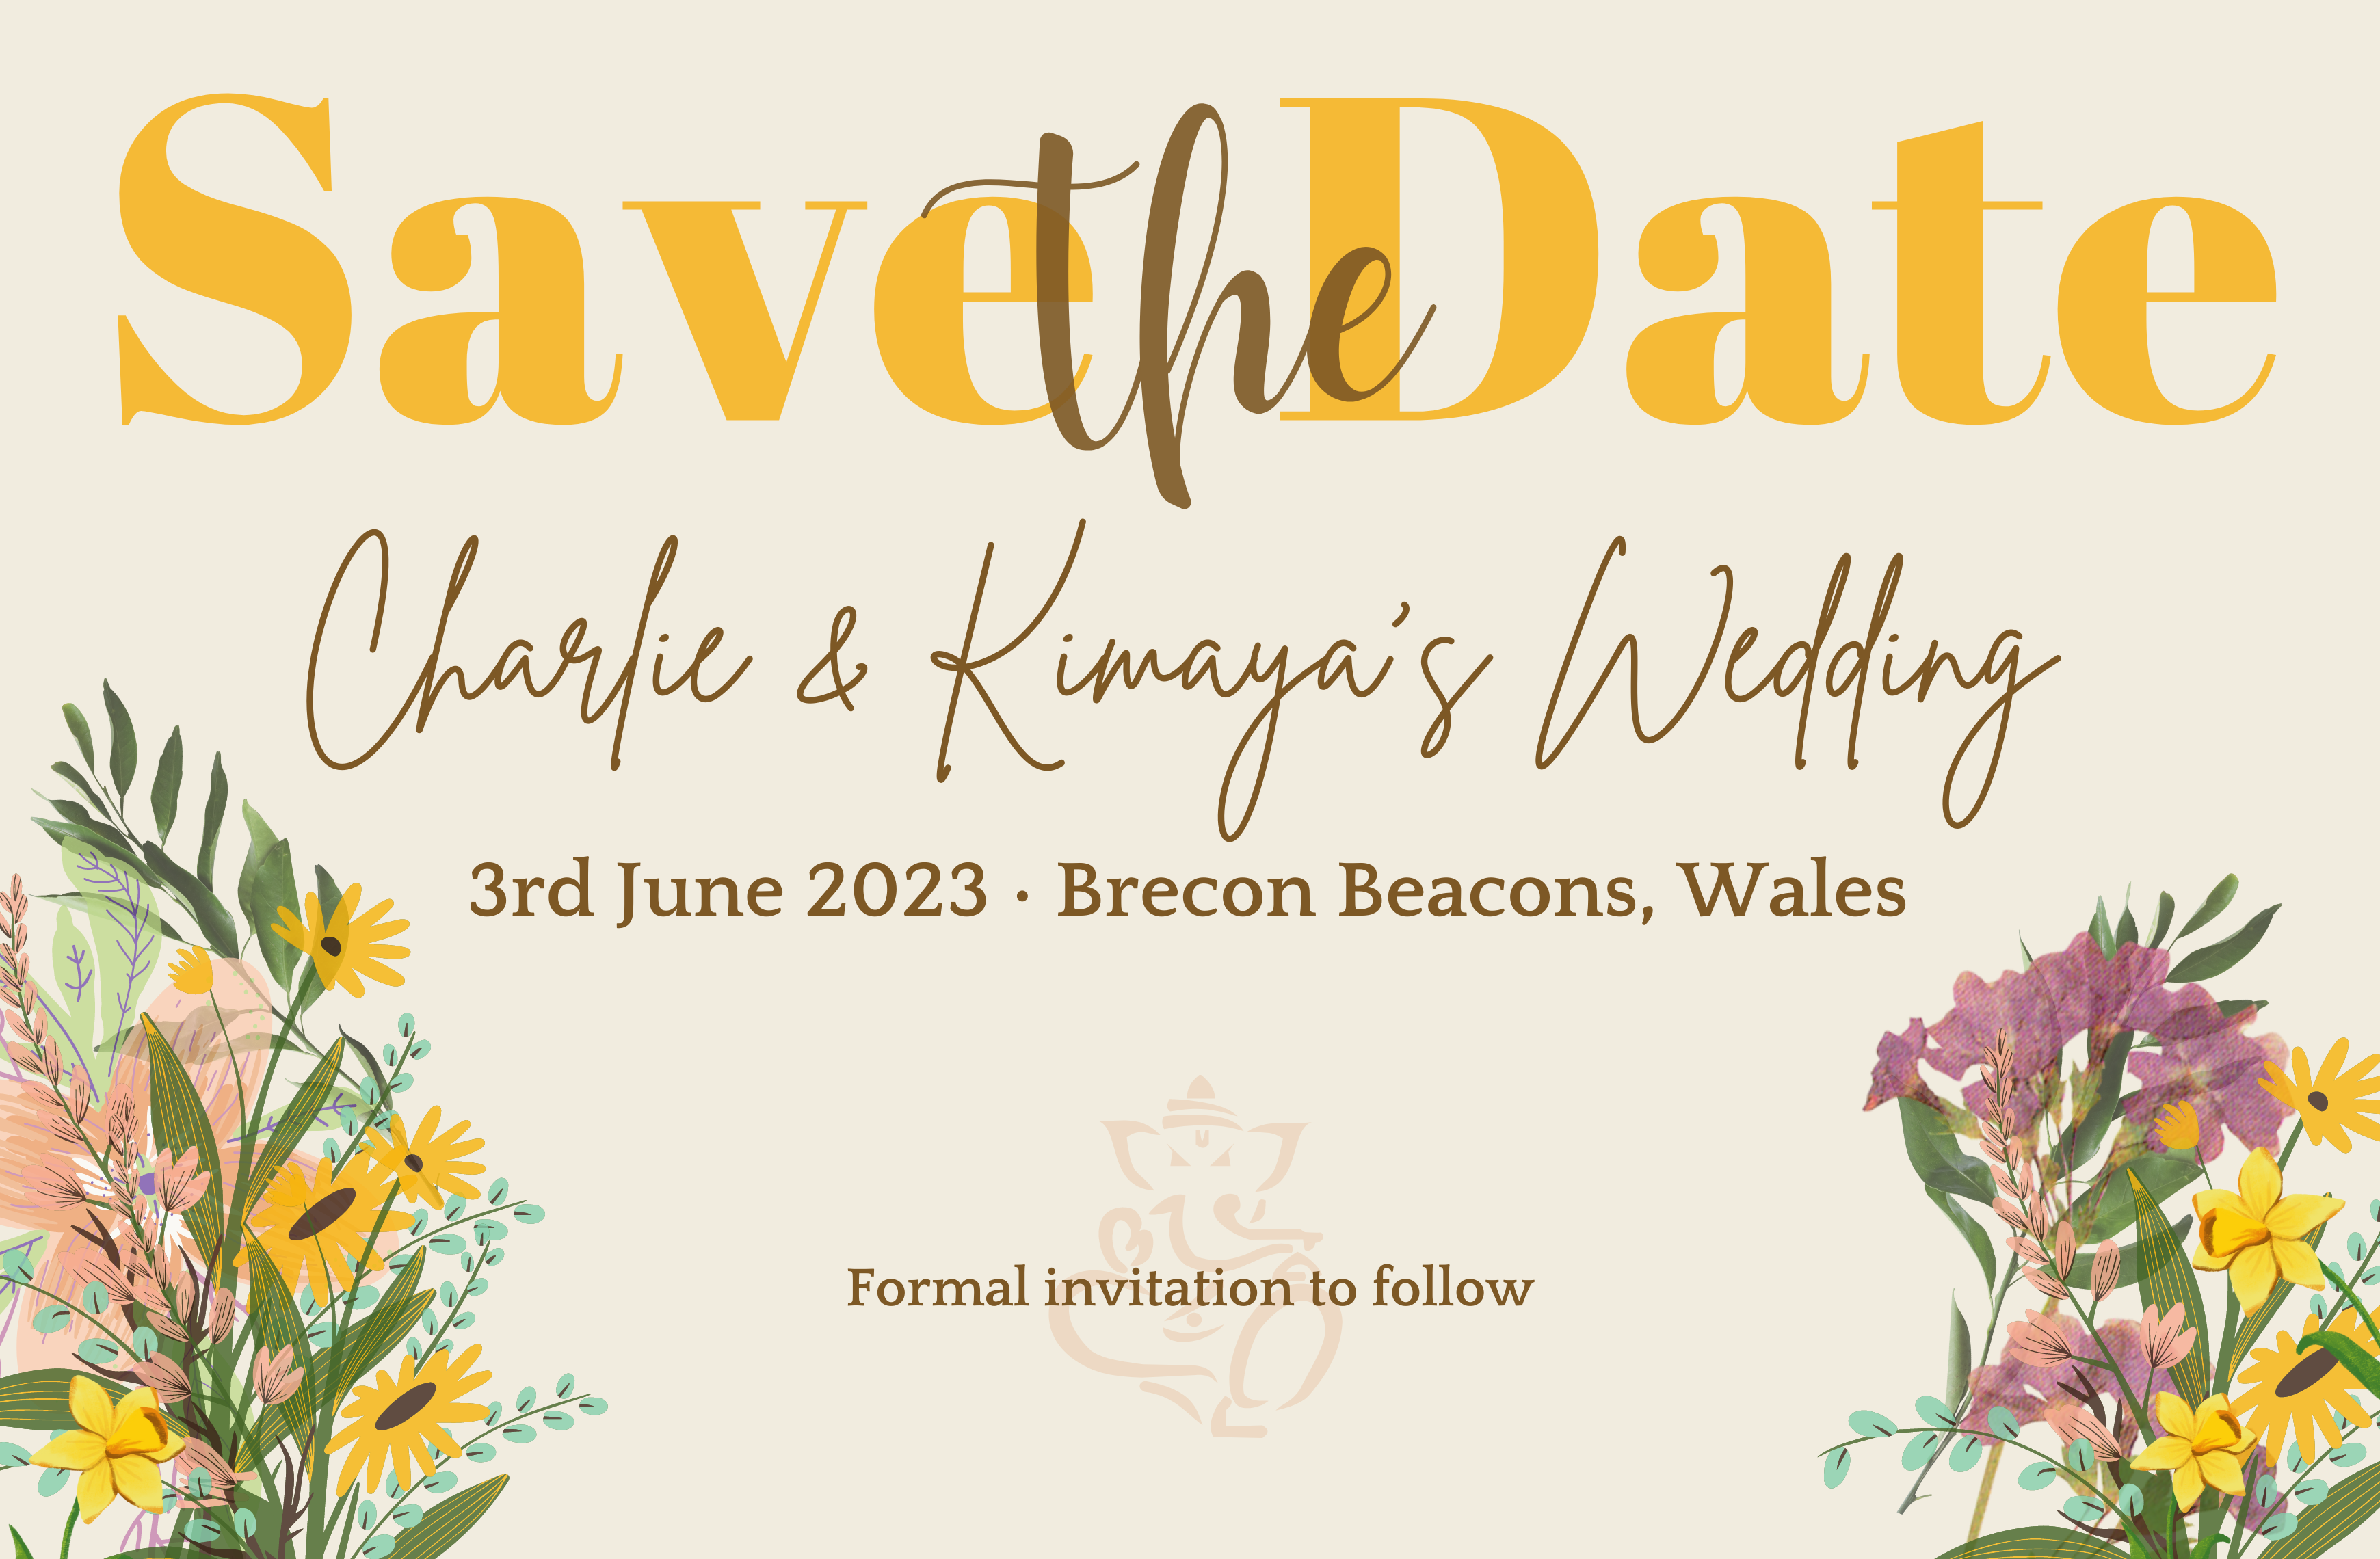 Save the Date
Charlie & Kimaya's Wedding
3rd June 2023 · Brecon Beacons, Wales
Formal invitation to follow